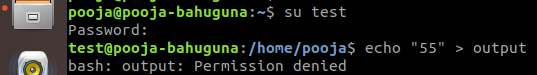 pooja@pooja-bahuguna:~$ su test
Password:
test@pooja-bahuguna:/home/pooja$ echo "55" > output
bash: output: Permission denied